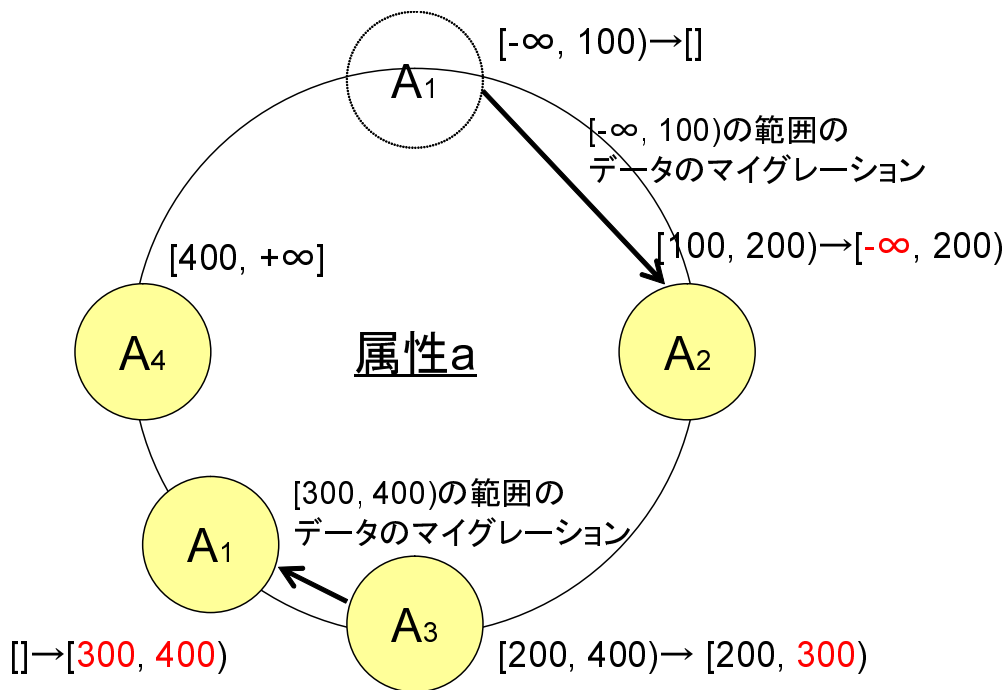 [-∞, 100)→[]
A1
[-∞, 100)の範囲の
データのマイグレーション
[100, 200)→[-∞, 200)
[400, +∞]
A4
属性a
A2
[300, 400)の範囲の
データのマイグレーション
A1
A3
[]→[300, 400)
[200, 400)→ [200, 300)